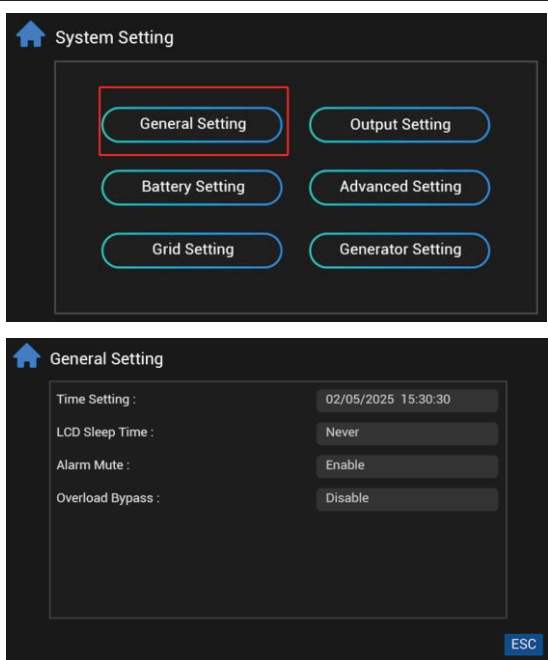 System Setting
General Setting Output Setting
Battery Setting Advanced Setting
Grid Setting Generator Setting
General Setting
Time Setting : 02/05/2025 15:30:30
LCD Sleep Time : Never
Alarm Mute : Enable
Overload Bypass : Disable
ESC